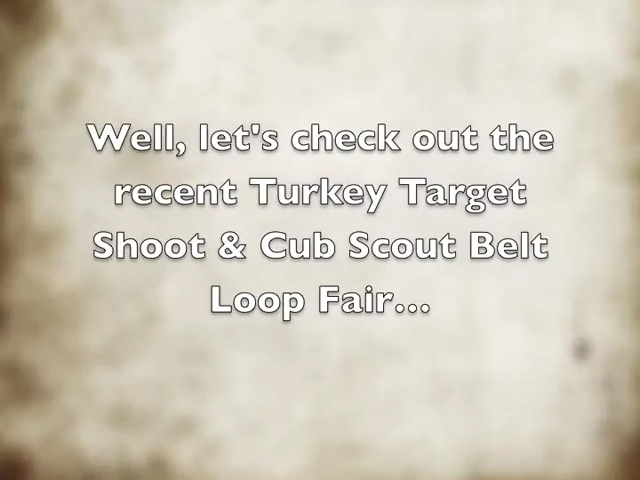 Well, let's check out the
recent Turkey Target
Shoot & Cub Scout Belt
Loop Fair...